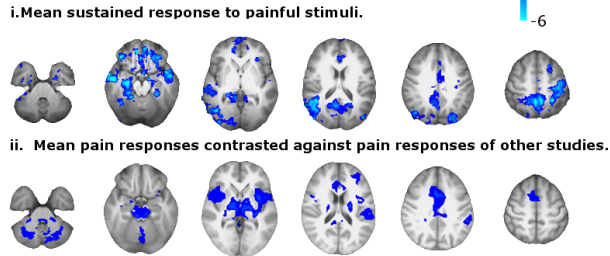 i.Mean sustained response to painful stimuli.
-6
ii. Mean pain responses contrasted against pain responses of other studies.